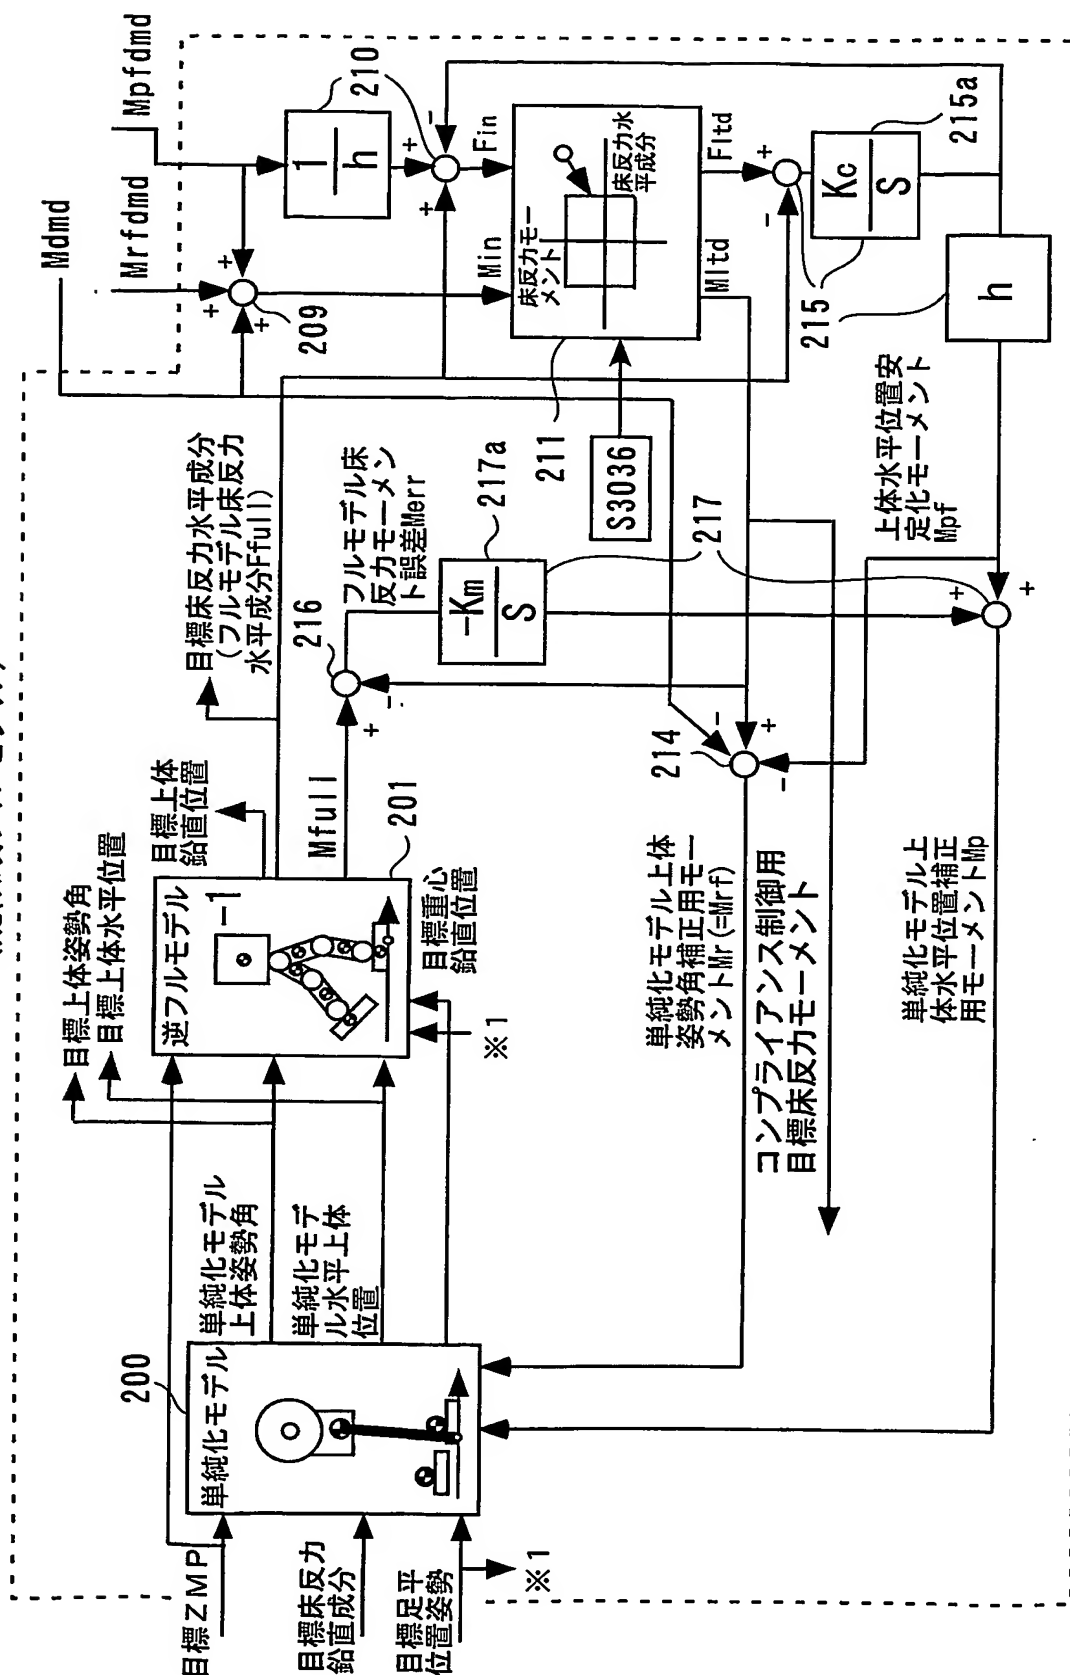 Mdmd
Mrfdmd
Mpfdmd
209
210
1
h
Min
Fin
床反力モー
メント
床反力水
平成分
211
S3036
Mltd
Fltd
215
Kc
S
215a
h
上体水平位置安
定化モーメント
Mpf
目標床反力水平成分
(フルモデル床反力
水平成分Ffull)
フルモデル床
反力モーメン
ト誤差Merr
216
217a
-Km
S
217
214
目標上体姿勢角
目標上体水平位置
目標上体
鉛直位置
逆フルモデル
-1
Mfull
201
目標重心
鉛直位置
※1
単純化モデル上体
姿勢角補正用モー
メントMr(=Mrf)
コンプライアンス制御用
目標床反力モーメント
単純化モデル上
体水平位置補正
用モーメントMp
200
単純化モデル
上体姿勢角
単純化モデ
ル水平上体
位置
単純化モデル
目標ZMP
目標床反力
鉛直成分
目標足平
位置姿勢
※1